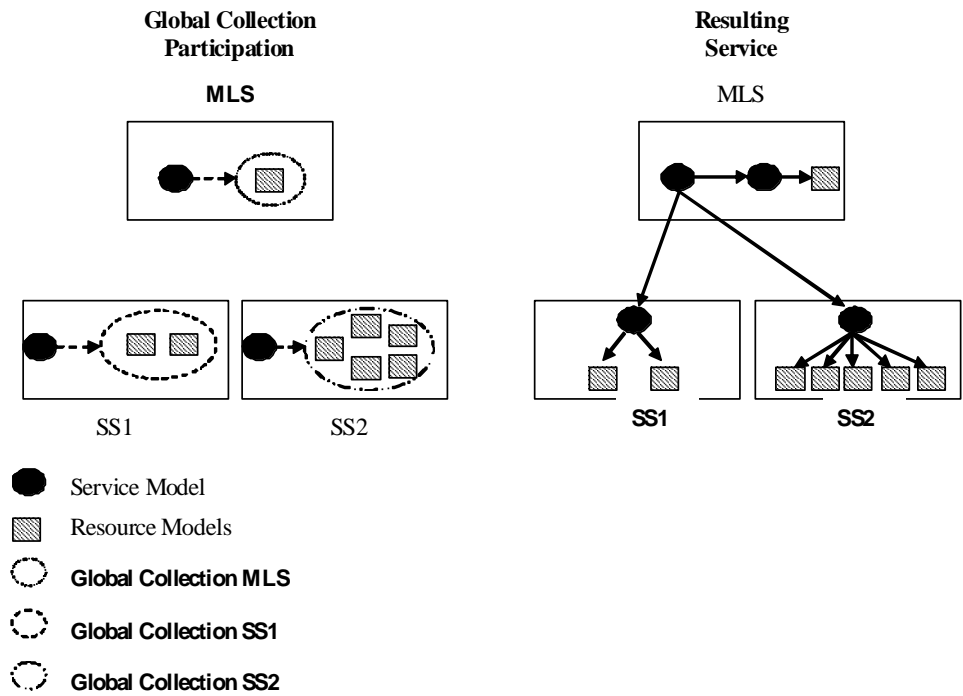 Global Collection
Participation
Resulting
Service
MLS
MLS
SS1
SS2
SS1
SS2
Service Model
Resource Models
Global Collection MLS
Global Collection SS1
Global Collection SS2